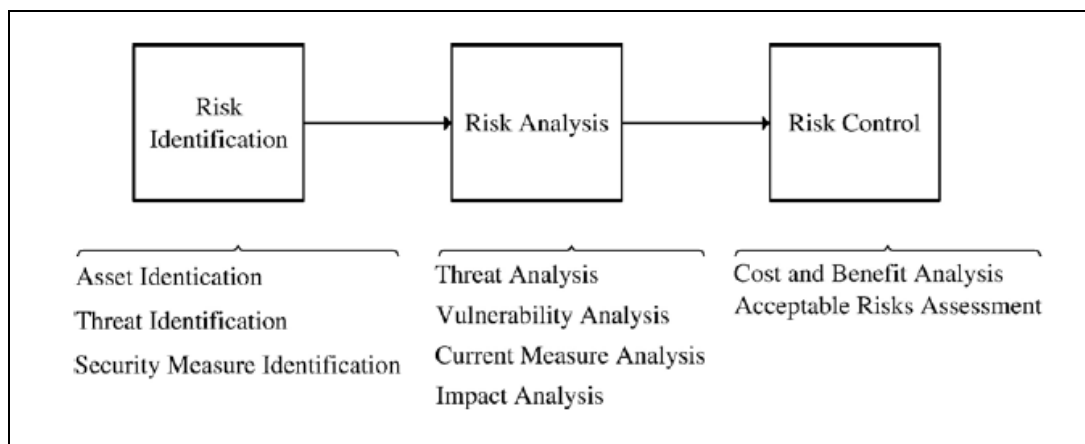 Risk
Identification
Risk Analysis
Risk Control
Asset Identication
Threat Identification
Security Measure Identification
Threat Analysis
Vulnerability Analysis
Current Measure Analysis
Impact Analysis
Cost and Benefit Analysis
Acceptable Risks Assessment